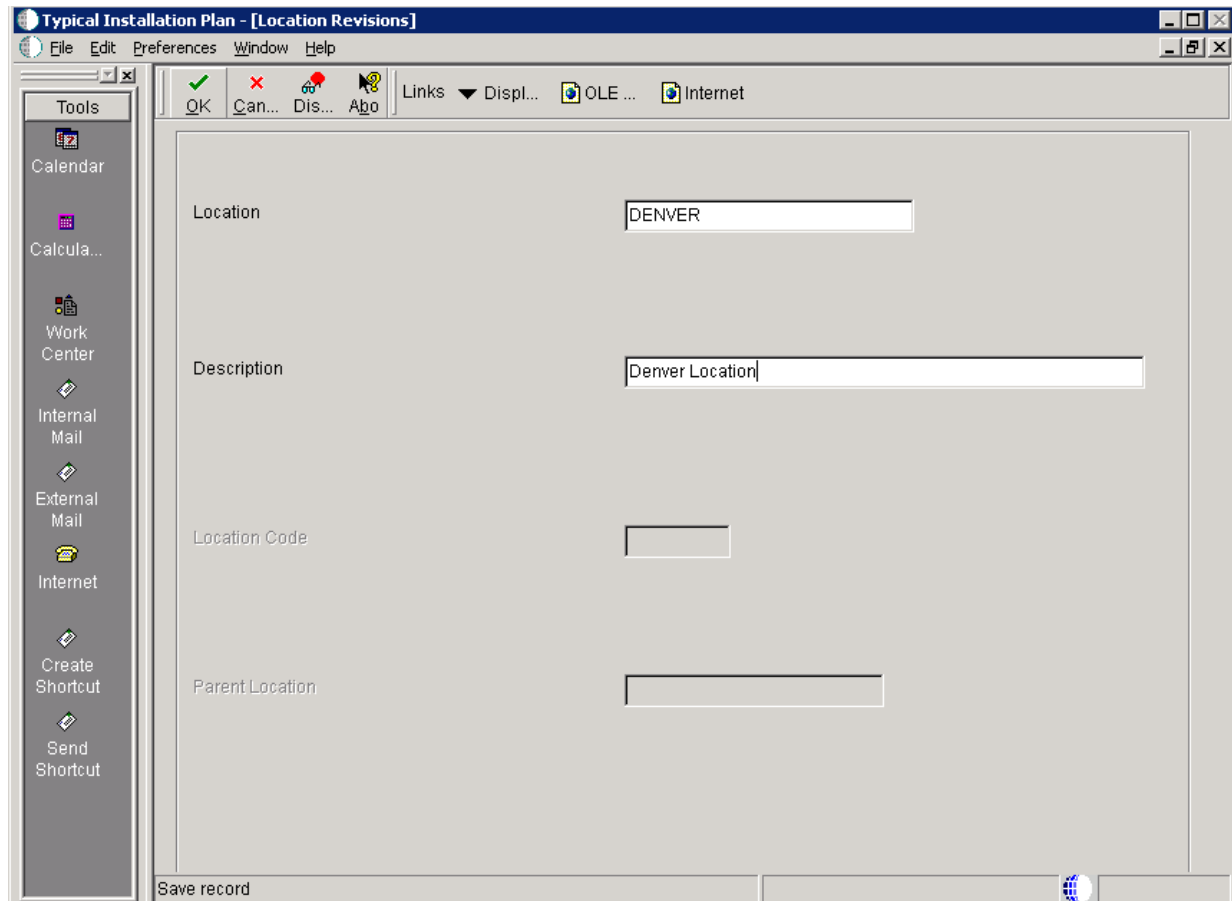 Typical Installation Plan - [Location Revisions]
File Edit Preferences Window Help
Tools
Calendar
Calcula...
Work
Center
Internal
Mail
External
Mail
Internet
Create
Shortcut
Send
Shortcut
OK Can... Dis... Abo Links Displ... OLE ... Internet
Location DENVER
Description Denver Location
Location Code
Parent Location
Save record